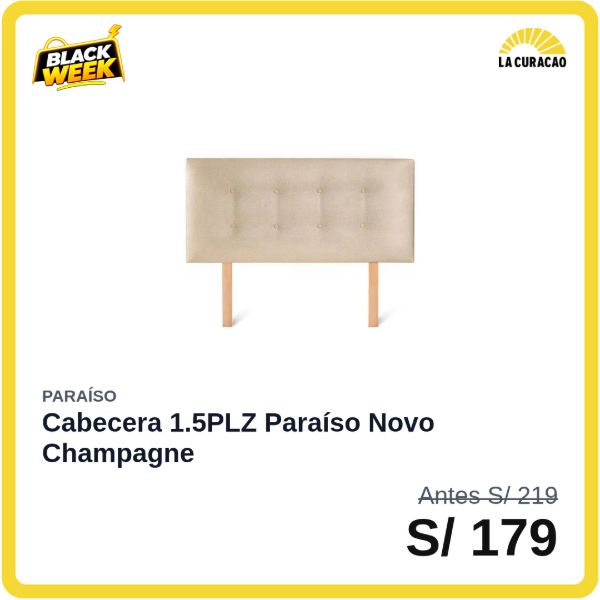 BLACK
WEEK
LA CURACAO
PARAÍSO
Cabecera 1.5PLZ Paraíso Novo
Champagne
Antes S/ 219
S/ 179